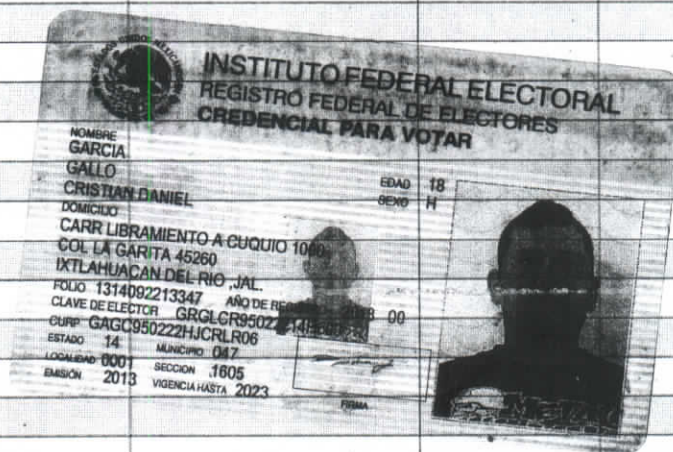 INSTITUTO FEDERAL ELECTORAL
REGISTRO FEDERAL DE ELECTORES
CREDENCIAL PARA VOTAR
NOMBRE
GARCIA
GALLO
CRISTIAN DANIEL
EDAD 18
SEXO H
DOMICILIO
CARR LIBRAMIENTO A CUQUIO
COL LA GARITA 45260
IXTLAHUACAN DEL RIO ,JAL.
FOLIO 1314092213347 AÑO DE 00
CLAVE DE ELECTOR
CURP GAGC950222HJCRLR06
ESTADO 14 MUNICIPIO 047
LOCALIDAD 0001 SECCION 1605
EMISIÓN 2013 VIGENCIA HASTA 2023
FIRMA